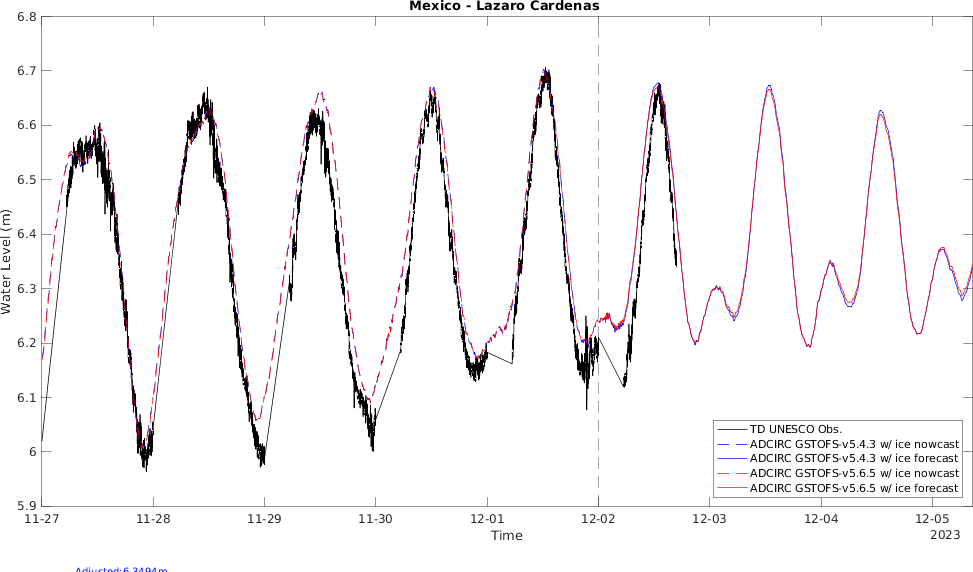 Mexico - Lazaro Cardenas
6.8
6.7
6.6
6.5
6.4
6.3
6.2
6.1
6
5.9
Water Level (m)
11-27
11-28
11-29
11-30
12-01
12-02
12-03
12-04
12-05
Time
2023
TD UNESCO Obs.
ADCIRC GSTOFS-v5.4.3 w/ ice nowcast
ADCIRC GSTOFS-v5.4.3 w/ ice forecast
ADCIRC GSTOFS-v5.6.5 w/ ice nowcast
ADCIRC GSTOFS-v5.6.5 w/ ice forecast
Adjusted:6.3494m